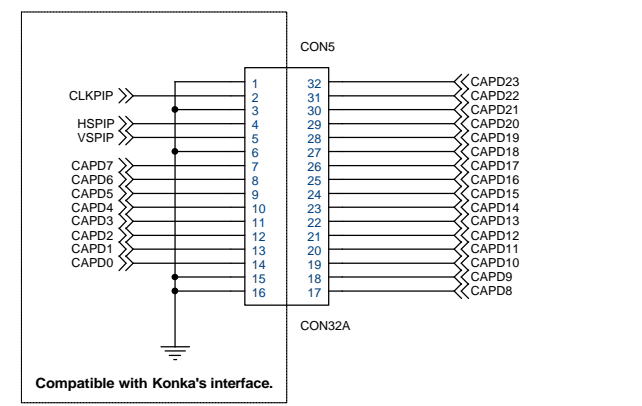 CON5
1 32 CAPD23
CLKPIP 2 31 CAPD22
3 30 CAPD21
HSPIP 4 29 CAPD20
VSPIP 5 28 CAPD19
6 27 CAPD18
CAPD7 7 26 CAPD17
CAPD6 8 25 CAPD16
CAPD5 9 24 CAPD15
CAPD4 10 23 CAPD14
CAPD3 11 22 CAPD13
CAPD2 12 21 CAPD12
CAPD1 13 20 CAPD11
CAPD0 14 19 CAPD10
15 18 CAPD9
16 17 CAPD8
CON32A
Compatible with Konka's interface.